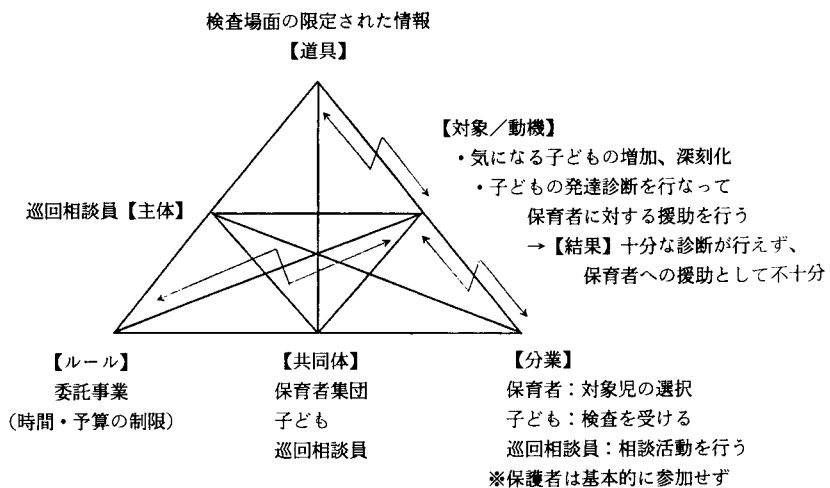 検査場面の限定された情報
【道具】
【対象／動機】
・気になる子どもの増加、深刻化
・子どもの発達診断を行なって
保育者に対する援助を行う
→【結果】十分な診断が行えず、
保育者への援助として不十分
巡回相談員【主体】
【ルール】
委託事業
（時間・予算の制限）
【共同体】
保育者集団
子ども
巡回相談員
【分業】
保育者：対象児の選択
子ども：検査を受ける
巡回相談員：相談活動を行う
※保護者は基本的に参加せず